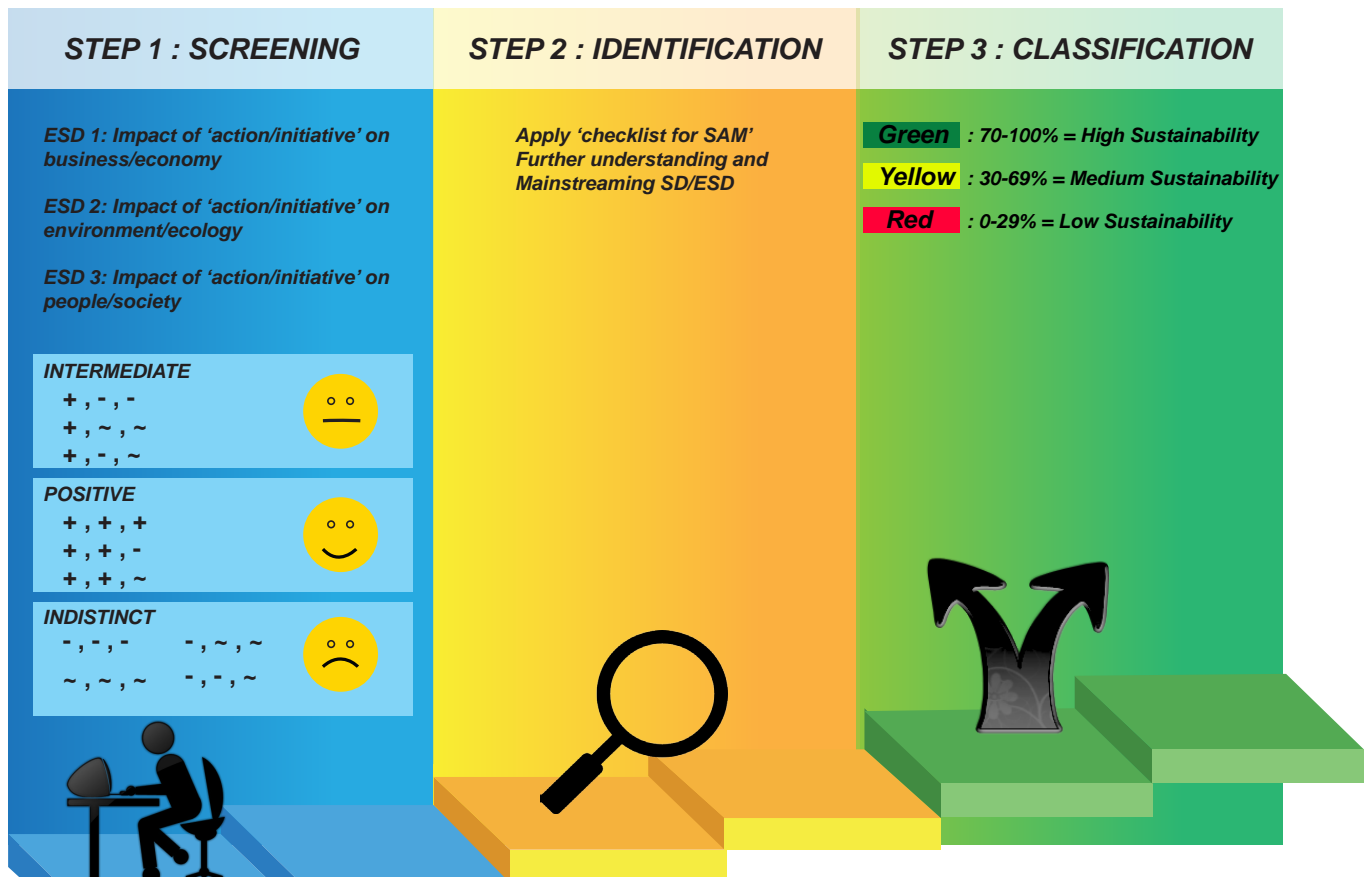 STEP 1 : SCREENING
ESD 1: Impact of ‘action/initiative’ on
business/economy
ESD 2: Impact of ‘action/initiative’ on
environment/ecology
ESD 3: Impact of ‘action/initiative’ on
people/society
INTERMEDIATE
+ , - , -
+ , ~ , ~
+ , - , ~
POSITIVE
+ , + , +
+ , + , -
+ , + , ~
INDISTINCT
- , - , - - , ~ , ~
~ , ~ , ~ - , - , ~
STEP 2 : IDENTIFICATION
Apply ‘checklist for SAM’
Further understanding and
Mainstreaming SD/ESD
STEP 3 : CLASSIFICATION
Green : 70-100% = High Sustainability
Yellow : 30-69% = Medium Sustainability
Red : 0-29% = Low Sustainability